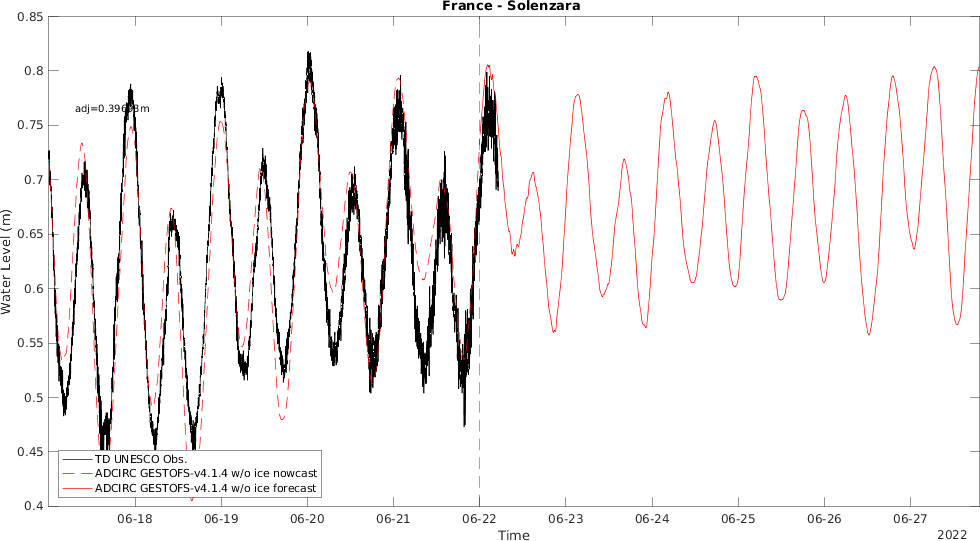 France - Solenzara
0.85
0.8
0.75
0.7
0.65
0.6
0.55
0.5
0.45
0.4
Water Level (m)
TD UNESCO Obs.
ADCIRC GESTOFS-v4.1.4 w/o ice nowcast
ADCIRC GESTOFS-v4.1.4 w/o ice forecast
06-18 06-19 06-20 06-21 06-22 06-23 06-24 06-25 06-26 06-27
Time
2022